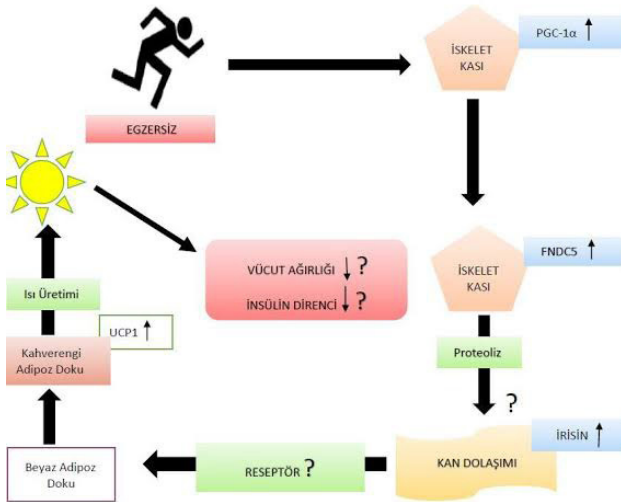 İSKELET
KASI
PGC-1α ↑
EGZERSİZ
VÜCUT AĞIRLIĞI ↓ ?
İNSÜLİN DİRENCİ ↓ ?
İSKELET
KASI
FNDC5 ↑
Isı Üretimi
UCP1 ↑
Kahverengi
Adipoz Doku
Proteoliz
?
İRİSİN ↑
KAN DOLAŞIMI
RESEPTÖR ?
Beyaz Adipoz
Doku